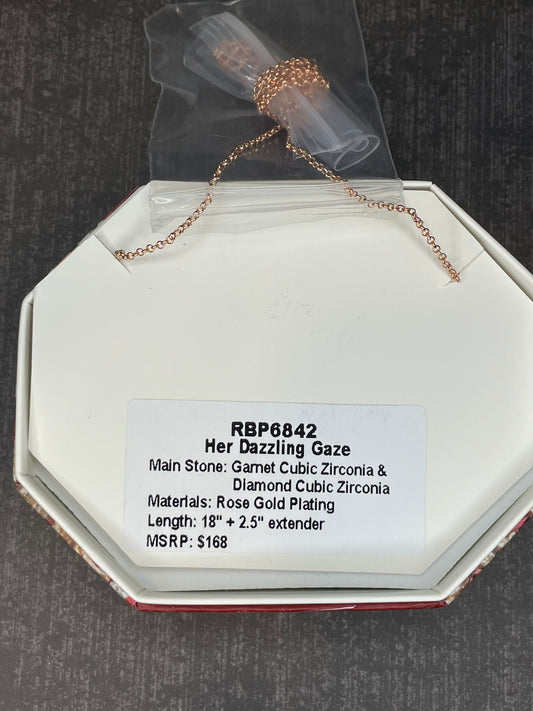 RBP6842
Her Dazzling Gaze
Main Stone: Garnet Cubic Zirconia &
Diamond Cubic Zirconia
Materials: Rose Gold Plating
Length: 18" + 2.5" extender
MSRP: $168